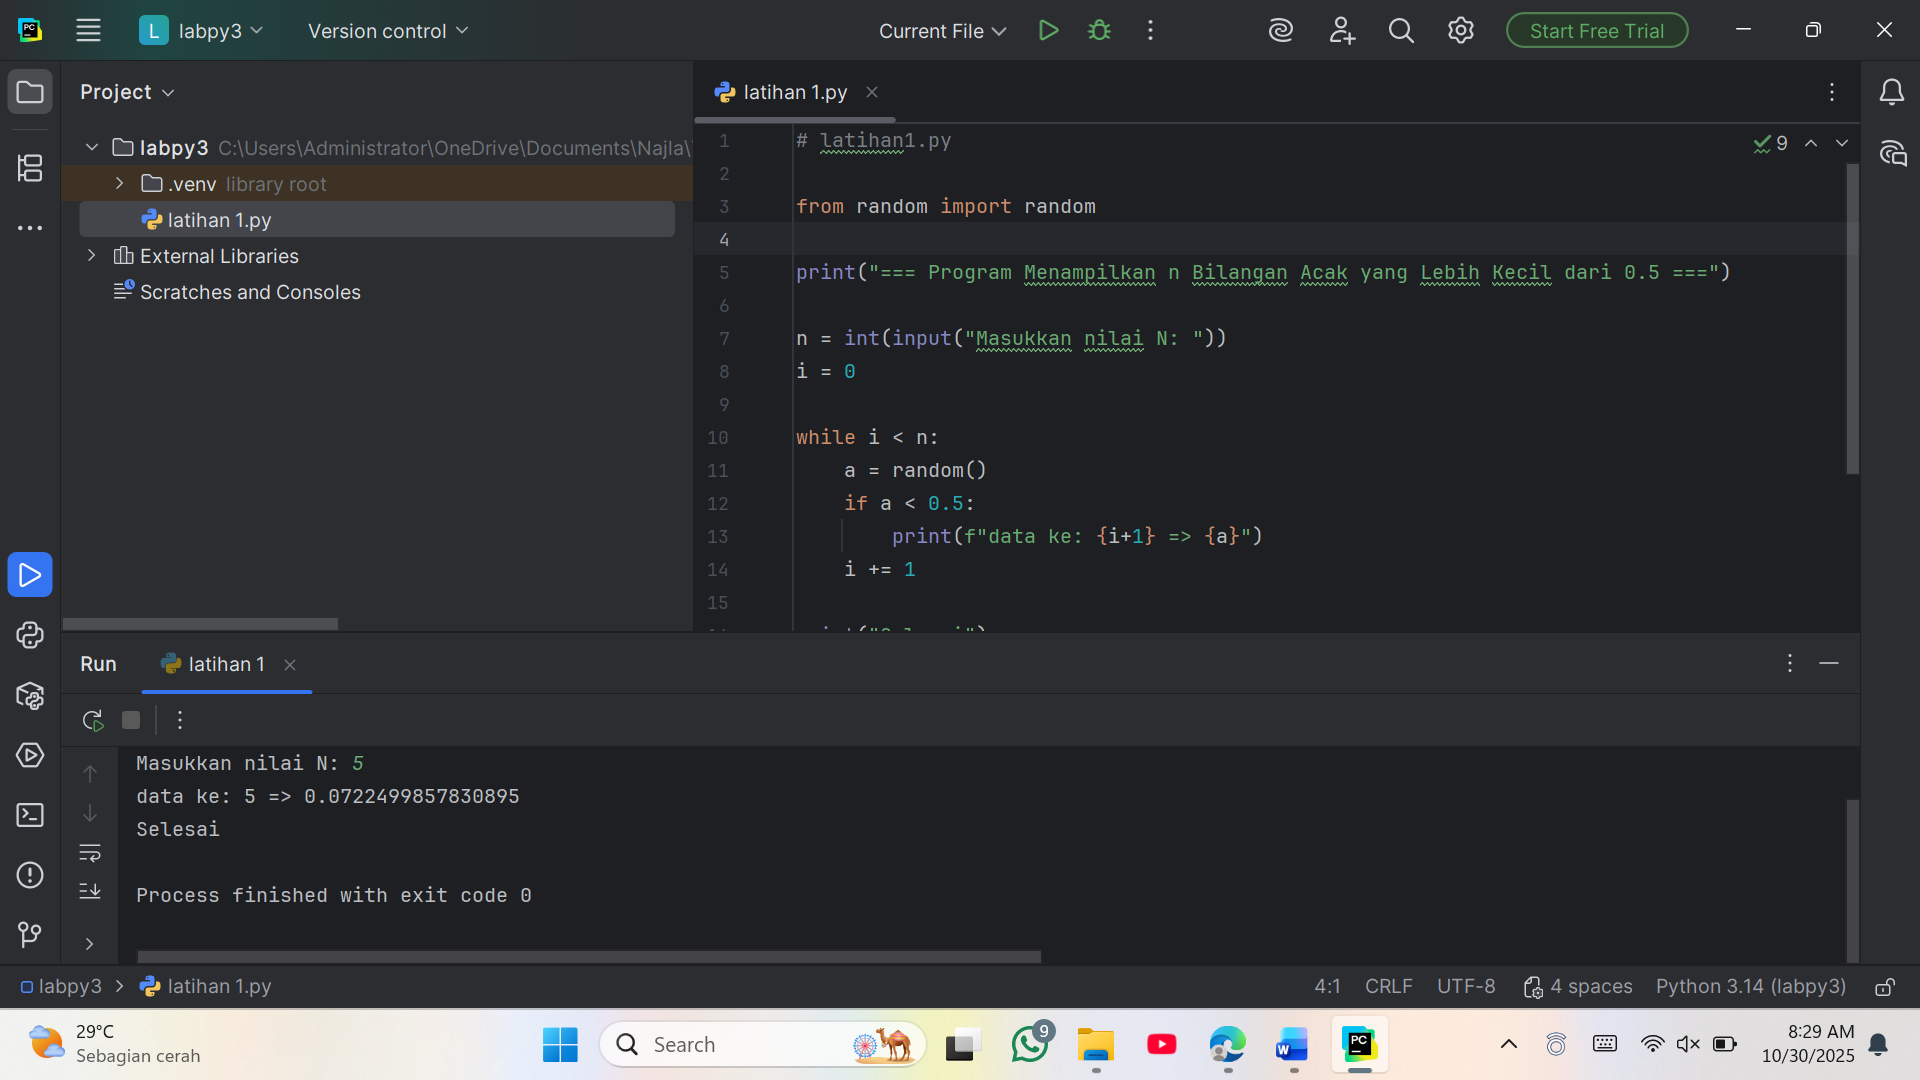 L labpy3
Version control
Current File
Start Free Trial
Project
latihan 1.py
labpy3 C:\Users\Administrator\OneDrive\Documents\Najla\
.venv library root
latihan 1.py
External Libraries
Scratches and Consoles
9
1 # latihan1.py
2
3 from random import random
4
5 print("=== Program Menampilkan n Bilangan Acak yang Lebih Kecil dari 0.5 ===")
6
7 n = int(input("Masukkan nilai N: "))
8 i = 0
9
10 while i < n:
11     a = random()
12     if a < 0.5:
13         print(f"data ke: {i+1} => {a}")
14     i += 1
15
Run
latihan 1
Masukkan nilai N: 5
data ke: 5 => 0.0722499857830895
Selesai
Process finished with exit code 0
labpy3 > latihan 1.py
4:1 CRLF UTF-8 4 spaces Python 3.14 (labpy3)
29°C
Sebagian cerah
Search
9
PC
8:29 AM
10/30/2025